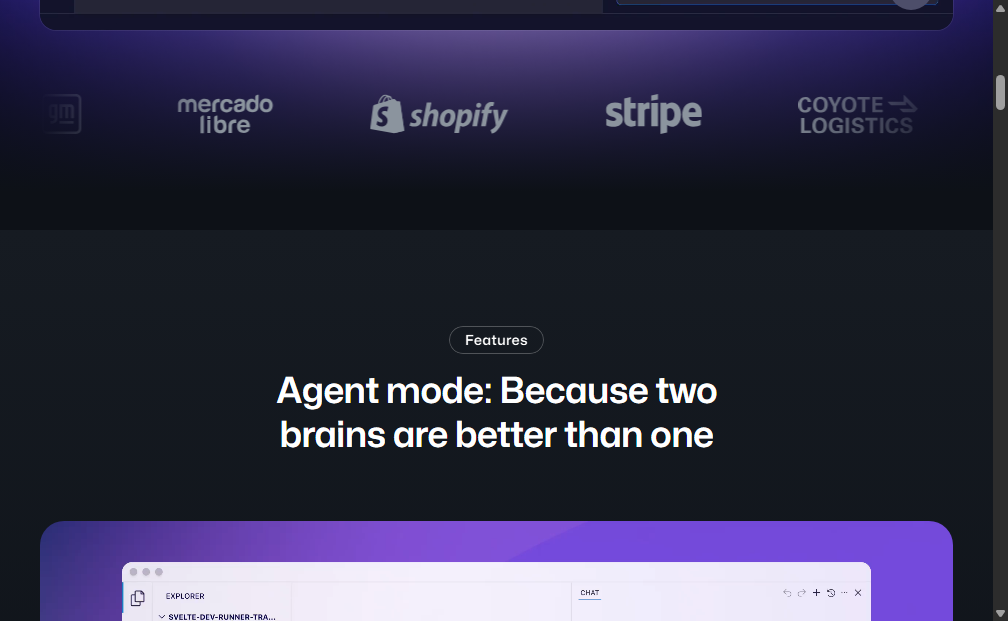 gm
mercado
libre
shopify
stripe
COYOTE
LOGISTICS
Features
Agent mode: Because two
brains are better than one
EXPLORER
CHAT
SVELTE-DEV-RUNNER-TRA...